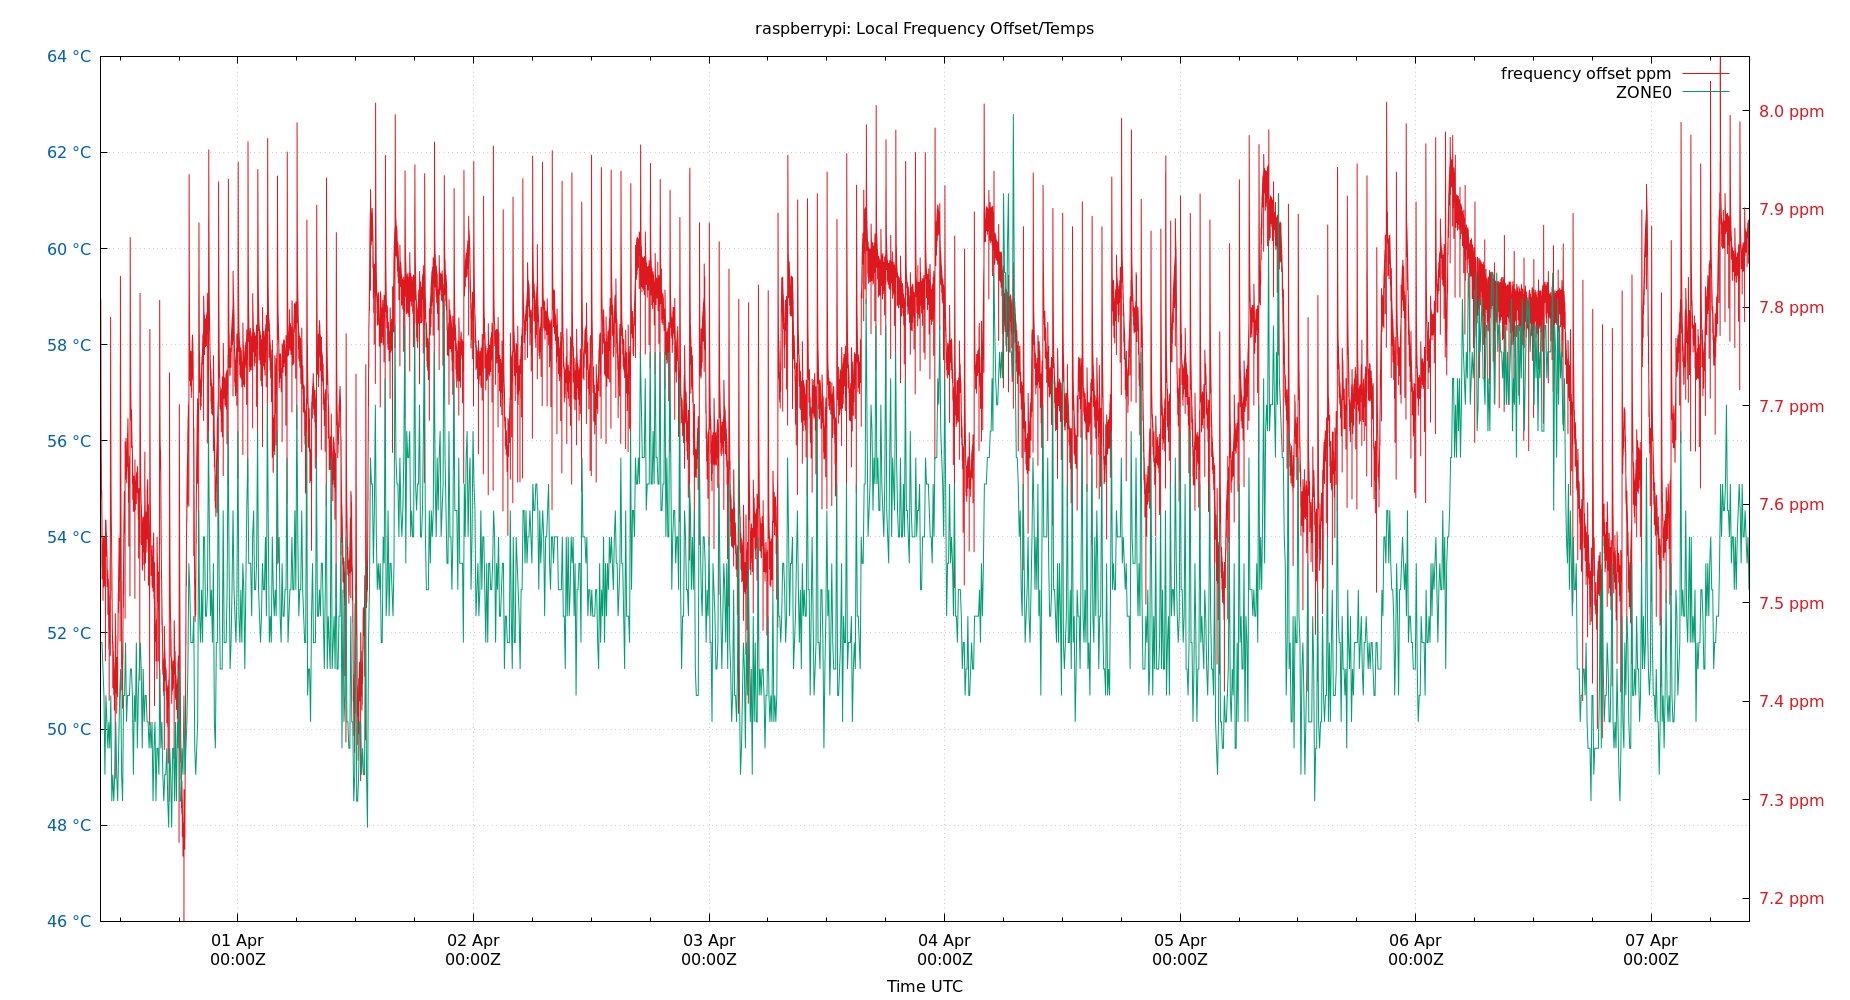 raspberrypi: Local Frequency Offset/Temps
frequency offset ppm
ZONE0
64 °C
62 °C
60 °C
58 °C
56 °C
54 °C
52 °C
50 °C
48 °C
46 °C
8.0 ppm
7.9 ppm
7.8 ppm
7.7 ppm
7.6 ppm
7.5 ppm
7.4 ppm
7.3 ppm
7.2 ppm
01 Apr
00:00Z
02 Apr
00:00Z
03 Apr
00:00Z
04 Apr
00:00Z
05 Apr
00:00Z
06 Apr
00:00Z
07 Apr
00:00Z
Time UTC